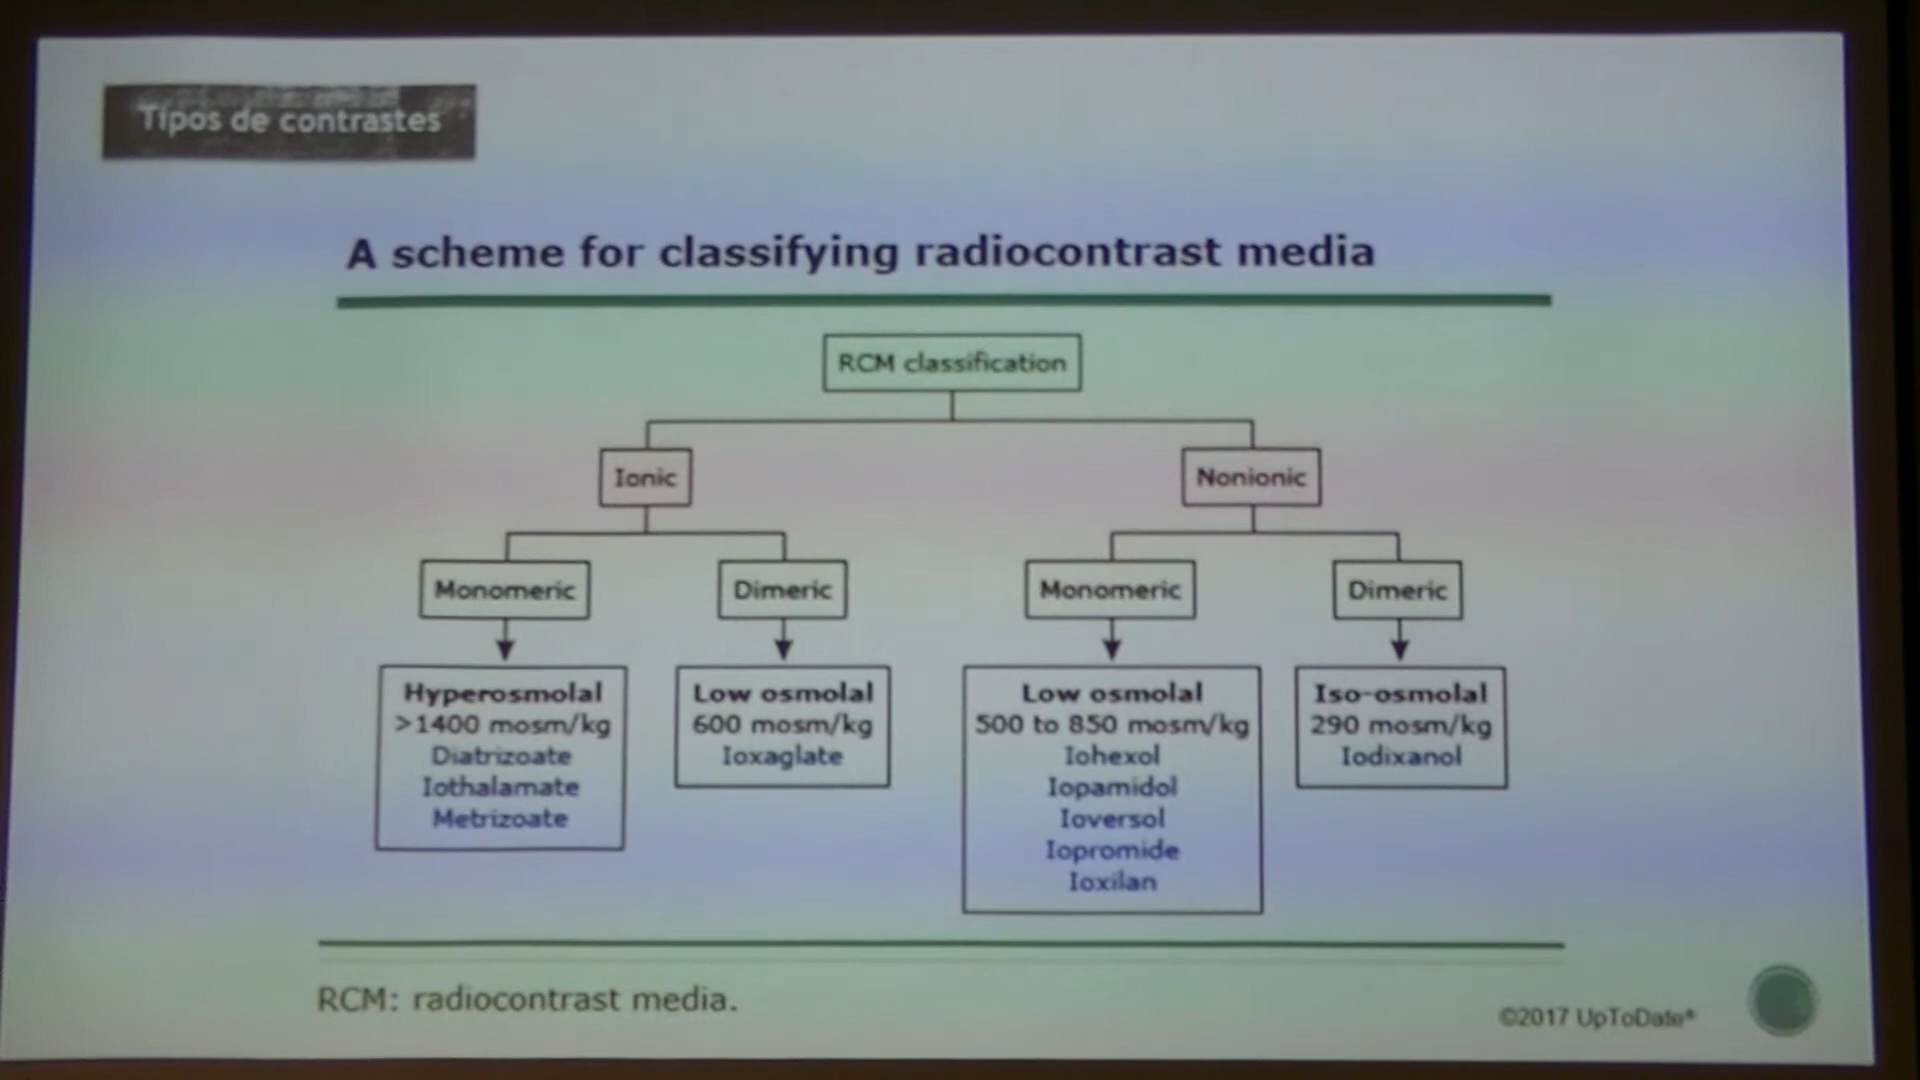 Tipos de contrastes
A scheme for classifying radiocontrast media
RCM classification
Ionic
Nonionic
Monomeric
Dimeric
Monomeric
Dimeric
Hyperosmolal
>1400 mosm/kg
Diatrizoate
Iothalamate
Metrizoate
Low osmolal
600 mosm/kg
Ioxaglate
Low osmolal
500 to 850 mosm/kg
Iohexol
Iopamidol
Ioversol
Iopromide
Ioxilan
Iso-osmolal
290 mosm/kg
Iodixanol
RCM: radiocontrast media.
©2017 UpToDate®